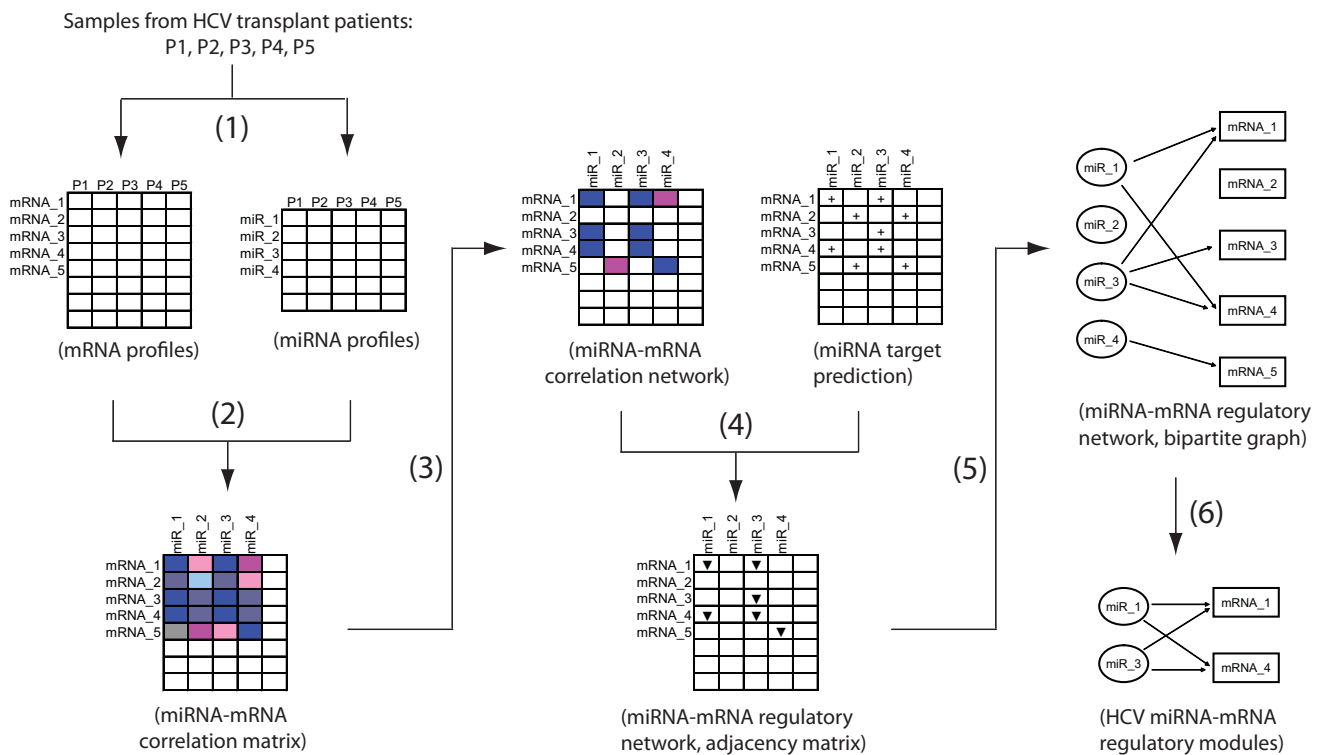 Samples from HCV transplant patients:
P1, P2, P3, P4, P5
(1)
P1 P2 P3 P4 P5
mRNA_1
mRNA_2
mRNA_3
mRNA_4
mRNA_5
(mRNA profiles)
P1 P2 P3 P4 P5
miR_1
miR_2
miR_3
miR_4
(miRNA profiles)
(2)
miR_1
miR_2
miR_3
miR_4
mRNA_1
mRNA_2
mRNA_3
mRNA_4
mRNA_5
(miRNA-mRNA
correlation matrix)
(3)
miR_1
miR_2
miR_3
miR_4
mRNA_1
mRNA_2
mRNA_3
mRNA_4
mRNA_5
(miRNA-mRNA
correlation network)
miR_1
miR_2
miR_3
miR_4
mRNA_1 + +
mRNA_2 + +
mRNA_3 +
mRNA_4 + +
mRNA_5 + +
(miRNA target
prediction)
(4)
miR_1
miR_2
miR_3
miR_4
mRNA_1 ▼ ▼
mRNA_2
mRNA_3 ▼
mRNA_4 ▼ ▼
mRNA_5 ▼
(miRNA-mRNA regulatory
network, adjacency matrix)
(5)
miR_1
miR_2
miR_3
miR_4
mRNA_1
mRNA_2
mRNA_3
mRNA_4
mRNA_5
(miRNA-mRNA regulatory
network, bipartite graph)
(6)
miR_1
miR_3
mRNA_1
mRNA_4
(HCV miRNA-mRNA
regulatory modules)